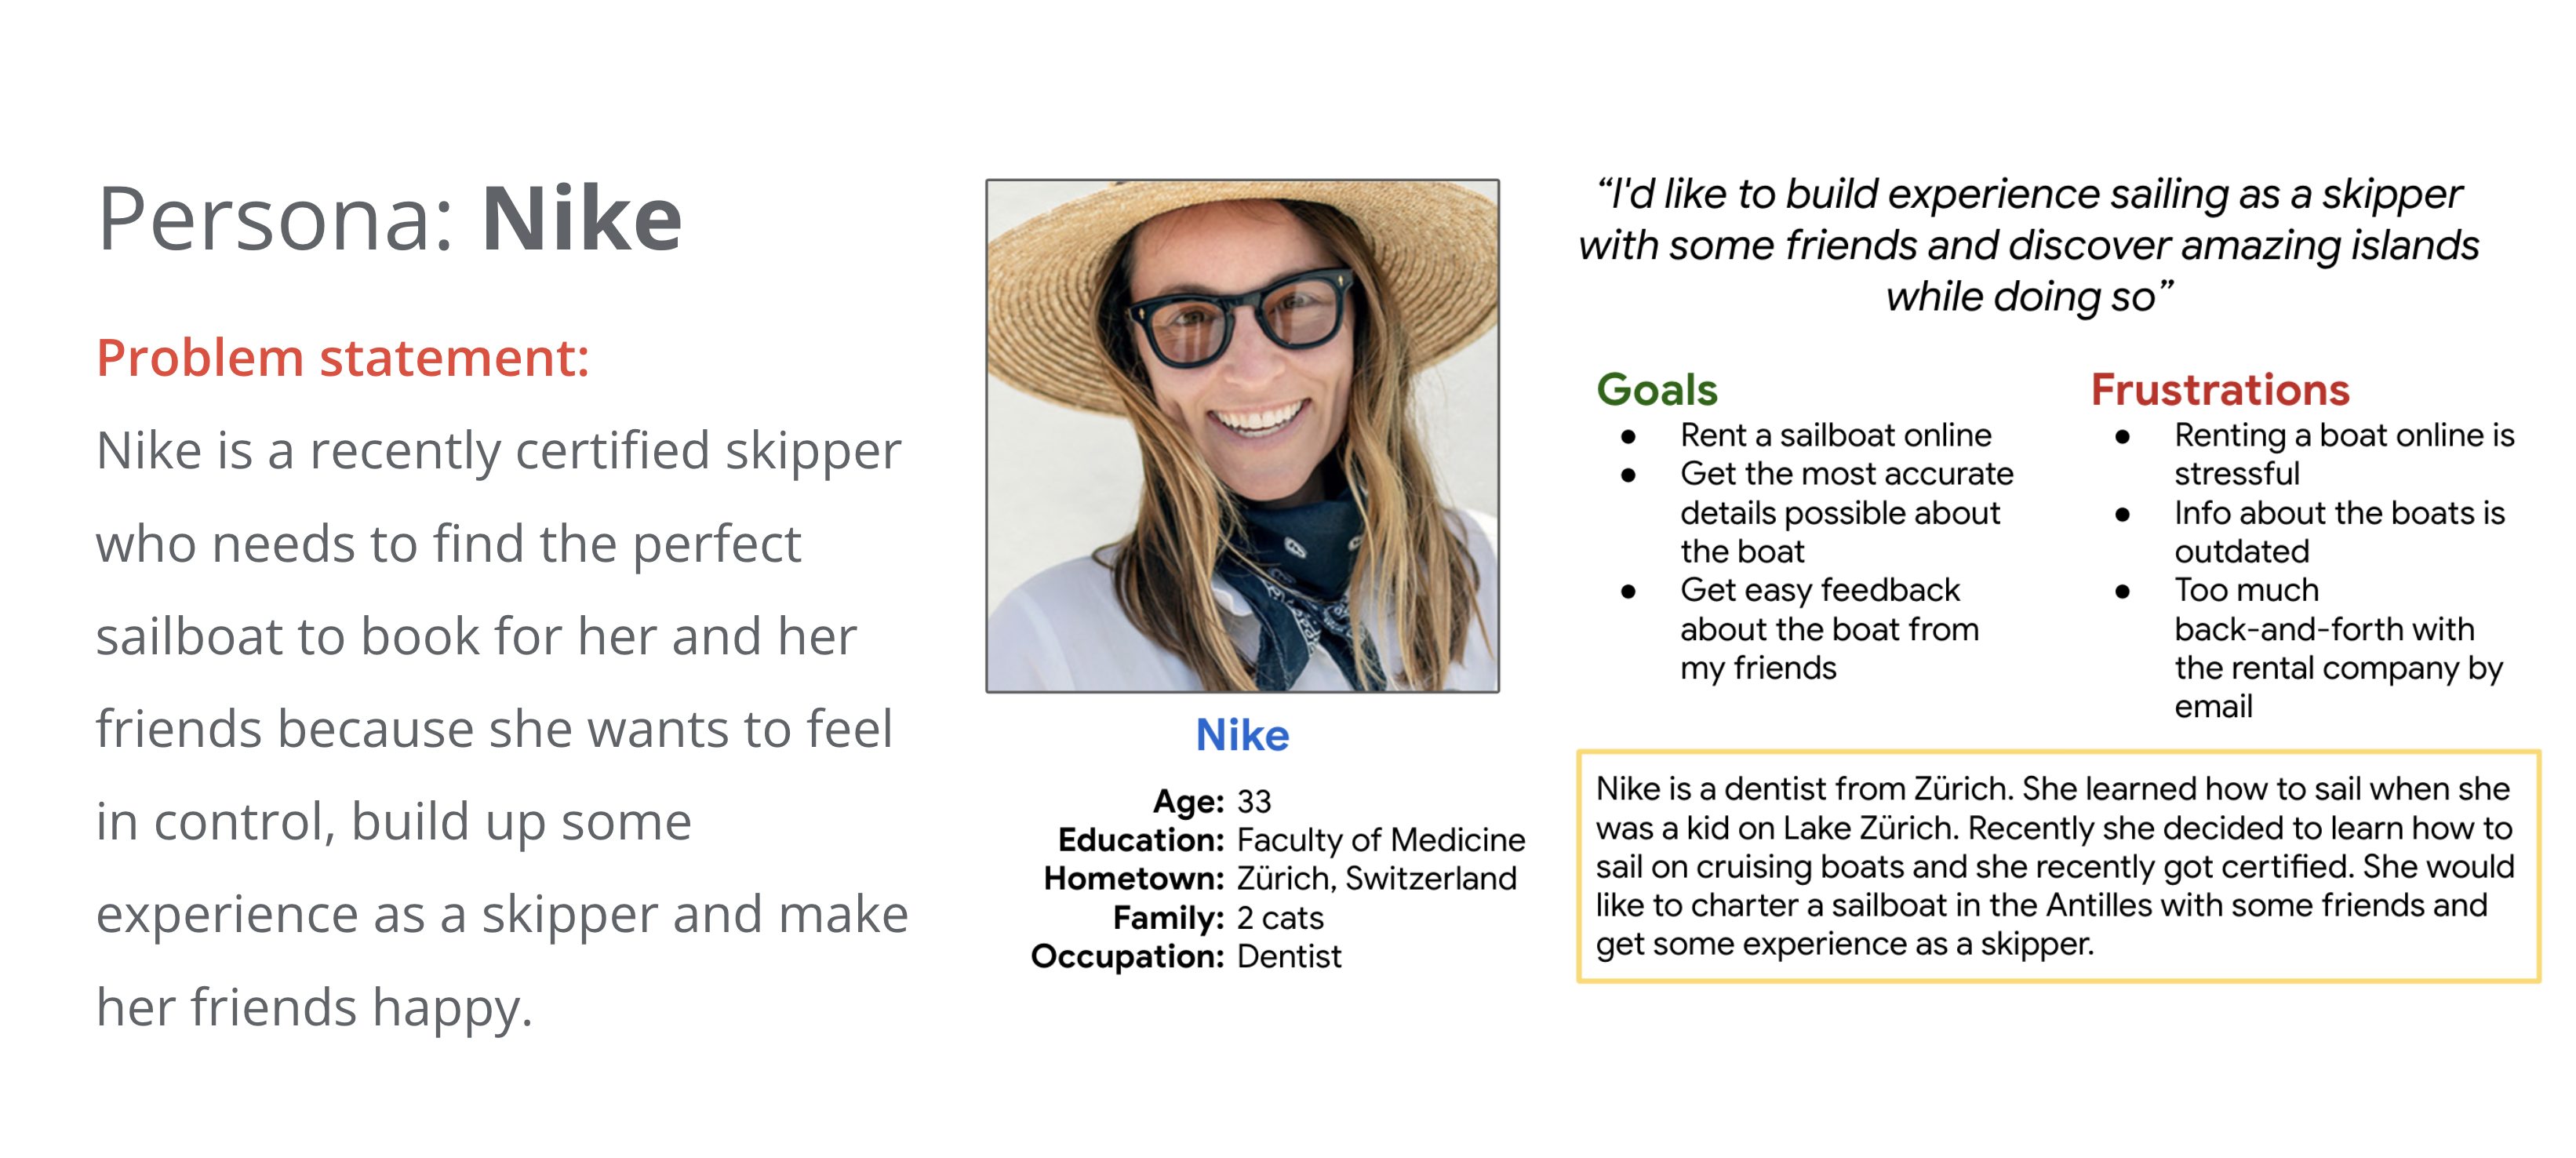 Persona: Nike
Problem statement:
Nike is a recently certified skipper
who needs to find the perfect
sailboat to book for her and her
friends because she wants to feel
in control, build up some
experience as a skipper and make
her friends happy.
Nike
Age: 33
Education: Faculty of Medicine
Hometown: Zürich, Switzerland
Family: 2 cats
Occupation: Dentist
“I'd like to build experience sailing as a skipper
with some friends and discover amazing islands
while doing so”
Goals
● Rent a sailboat online
● Get the most accurate
details possible about
the boat
● Get easy feedback
about the boat from
my friends
Frustrations
● Renting a boat online is
stressful
● Info about the boats is
outdated
● Too much
back-and-forth with
the rental company by
email
Nike is a dentist from Zürich. She learned how to sail when she
was a kid on Lake Zürich. Recently she decided to learn how to
sail on cruising boats and she recently got certified. She would
like to charter a sailboat in the Antilles with some friends and
get some experience as a skipper.